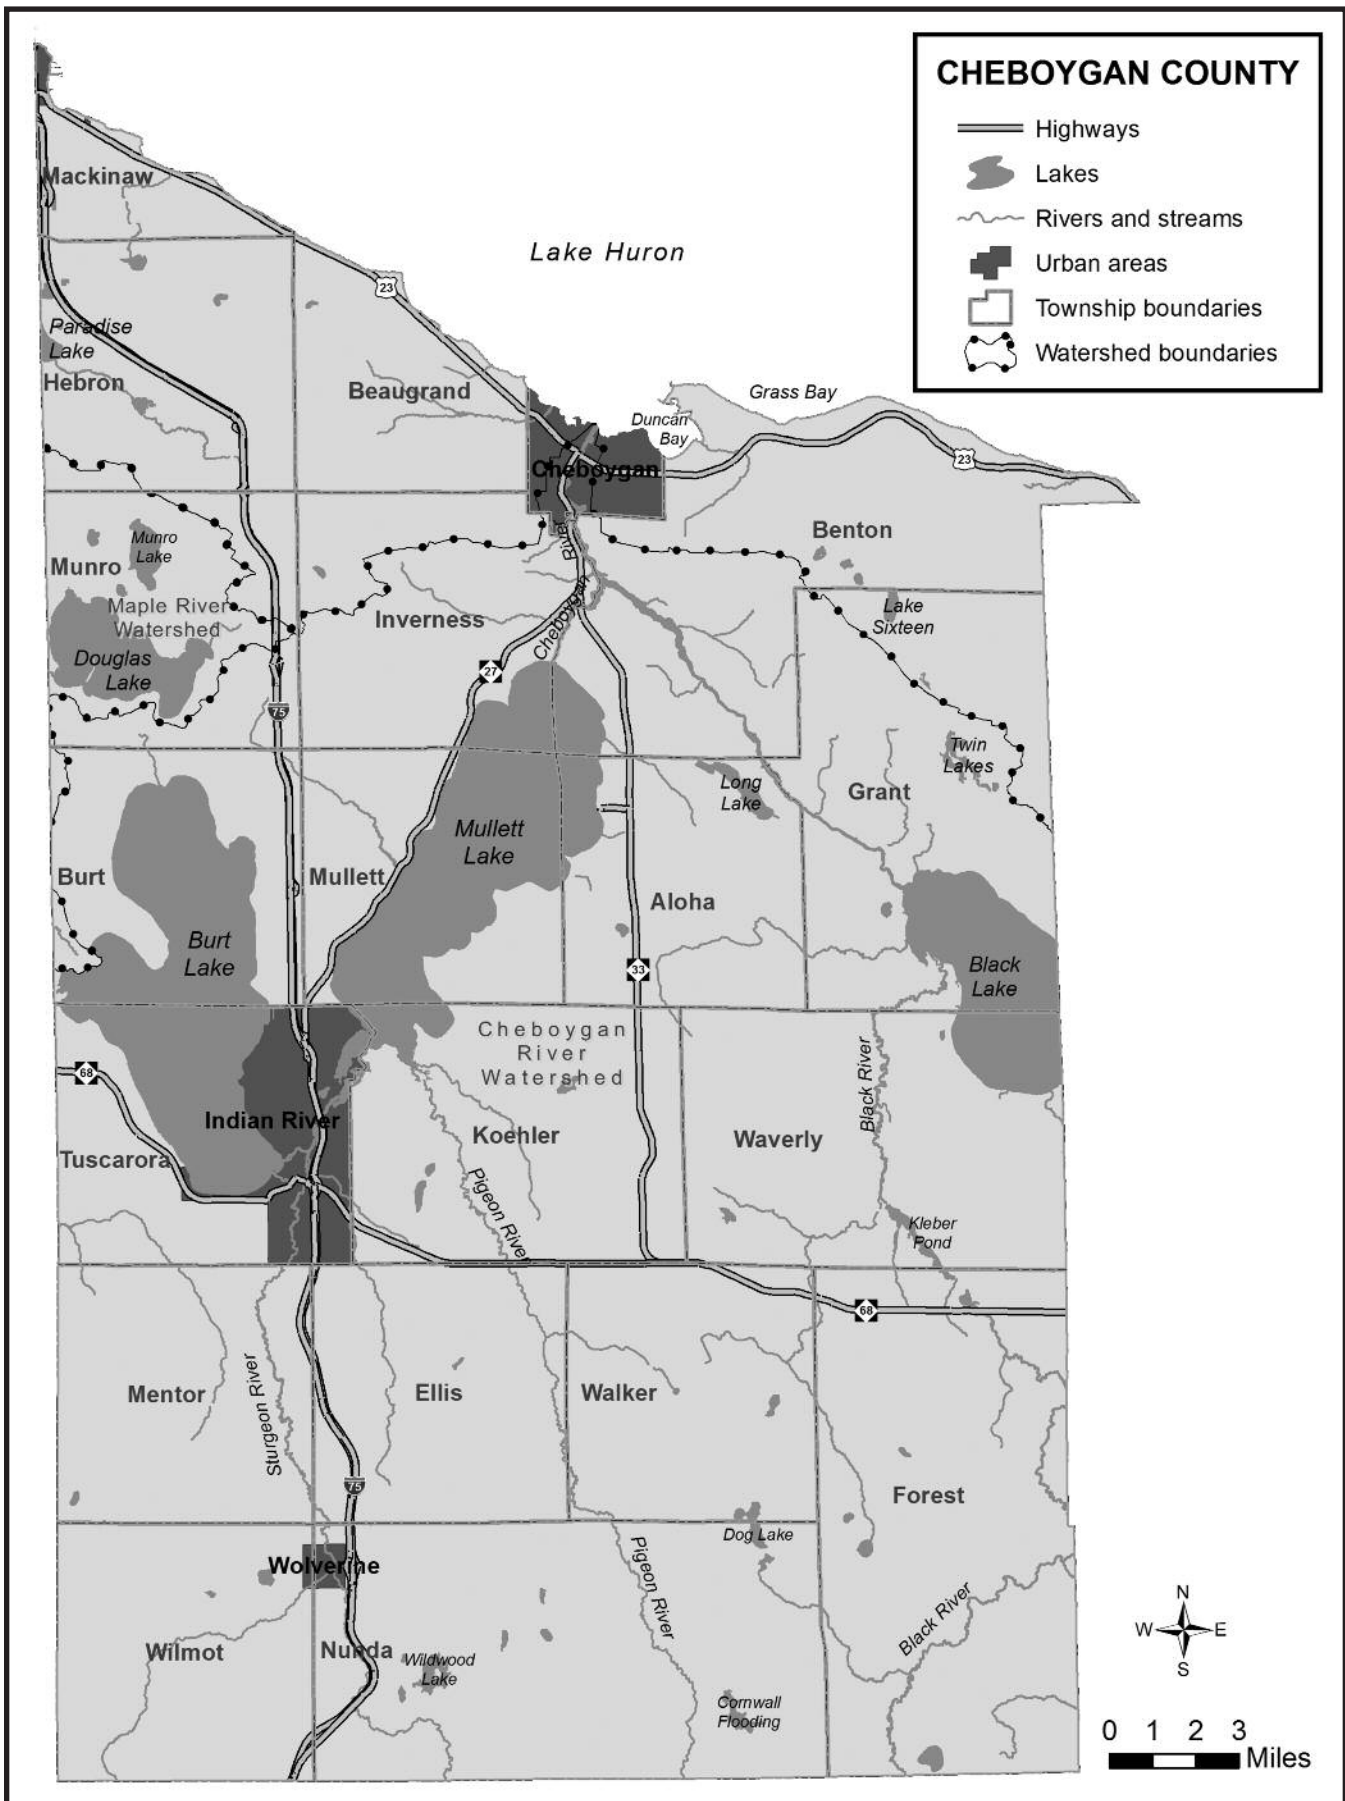 CHEBOYGAN COUNTY
Highways
Lakes
Rivers and streams
Urban areas
Township boundaries
Watershed boundaries
Mackinaw
Lake Huron
23
Paradise
Lake
Hebron
Beaugrand
Grass Bay
Duncan
Bay
23
Cheboygan
Munro
Lake
Munro
Benton
River
Cheboygan
Maple River
Watershed
Inverness
Lake
Sixteen
Douglas
Lake
27
75
Twin
Lakes
Long
Lake
Grant
Mullett
Lake
Burt
Mullett
Aloha
Burt
Lake
33
Black
Lake
Cheboygan
River
Watershed
68
Black River
Indian River
Koehler
Waverly
Tuscarora
Pigeon River
Kleber
Pond
68
Sturgeon River
Mentor
Ellis
Walker
75
Forest
Dog Lake
Wolverine
Pigeon River
Black River
Wilmot
Nunda
Wildwood
Lake
Cornwall
Flooding
N
W
E
S
0 1 2 3
Miles